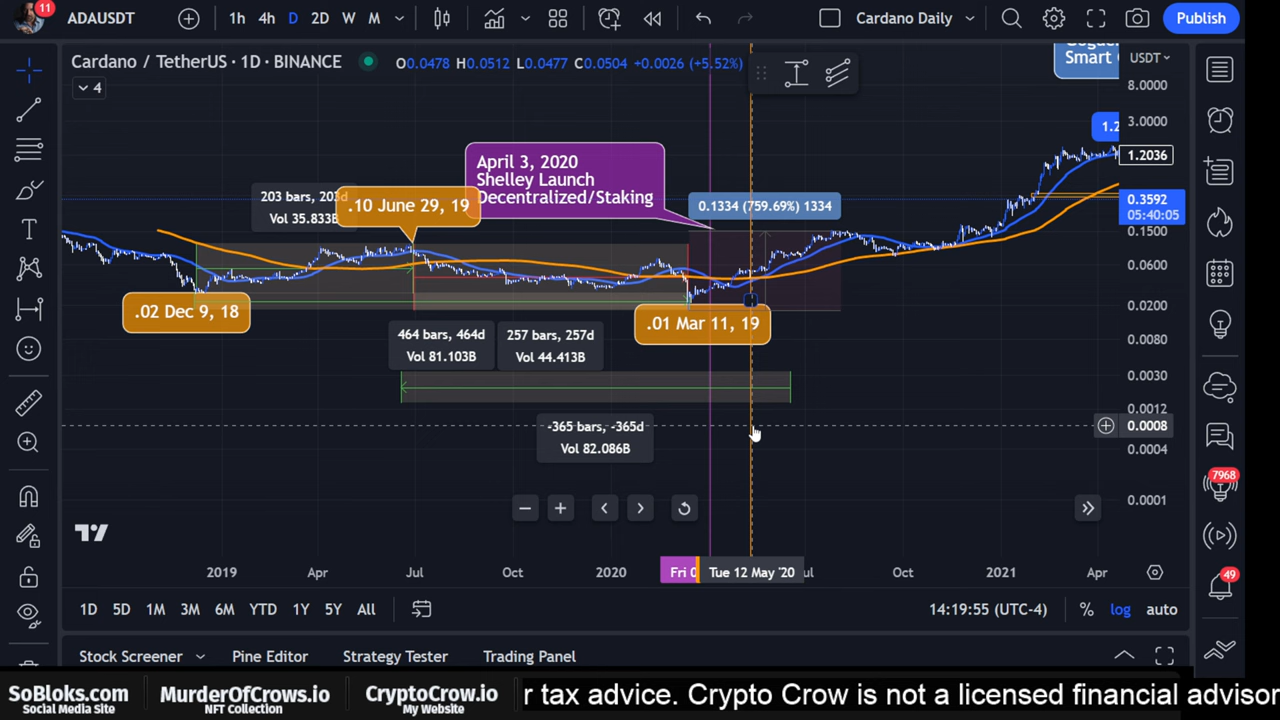 11
ADAUSDT
1h 4h D 2D W M
Cardano Daily
Publish
Cardano / TetherUS · 1D · BINANCE
O0.0478 H0.0512 L0.0477 C0.0504 +0.0026 (+5.52%)
4
Smart
USDT
8.0000
3.0000
1.2
1.2036
0.3592
05:40:05
0.1500
0.0600
0.0200
0.0080
0.0030
0.0012
0.0008
0.0004
0.0001
April 3, 2020
Shelley Launch
Decentralized/Staking
203 bars, 203d
Vol 35.833B
.10 June 29, 19
0.1334 (759.69%) 1334
.02 Dec 9, 18
.01 Mar 11, 19
464 bars, 464d
Vol 81.103B
257 bars, 257d
Vol 44.413B
-365 bars, -365d
Vol 82.086B
7968
49
2019 Apr Jul Oct 2020 Fri 0 Tue 12 May '20 ul Oct 2021 Apr
1D 5D 1M 3M 6M YTD 1Y 5Y All
14:19:55 (UTC-4) % log auto
Stock Screener Pine Editor Strategy Tester Trading Panel
SoBloks.com
Social Media Site
MurderOfCrows.io
NFT Collection
CryptoCrow.io
My Website
r tax advice. Crypto Crow is not a licensed financial advisor